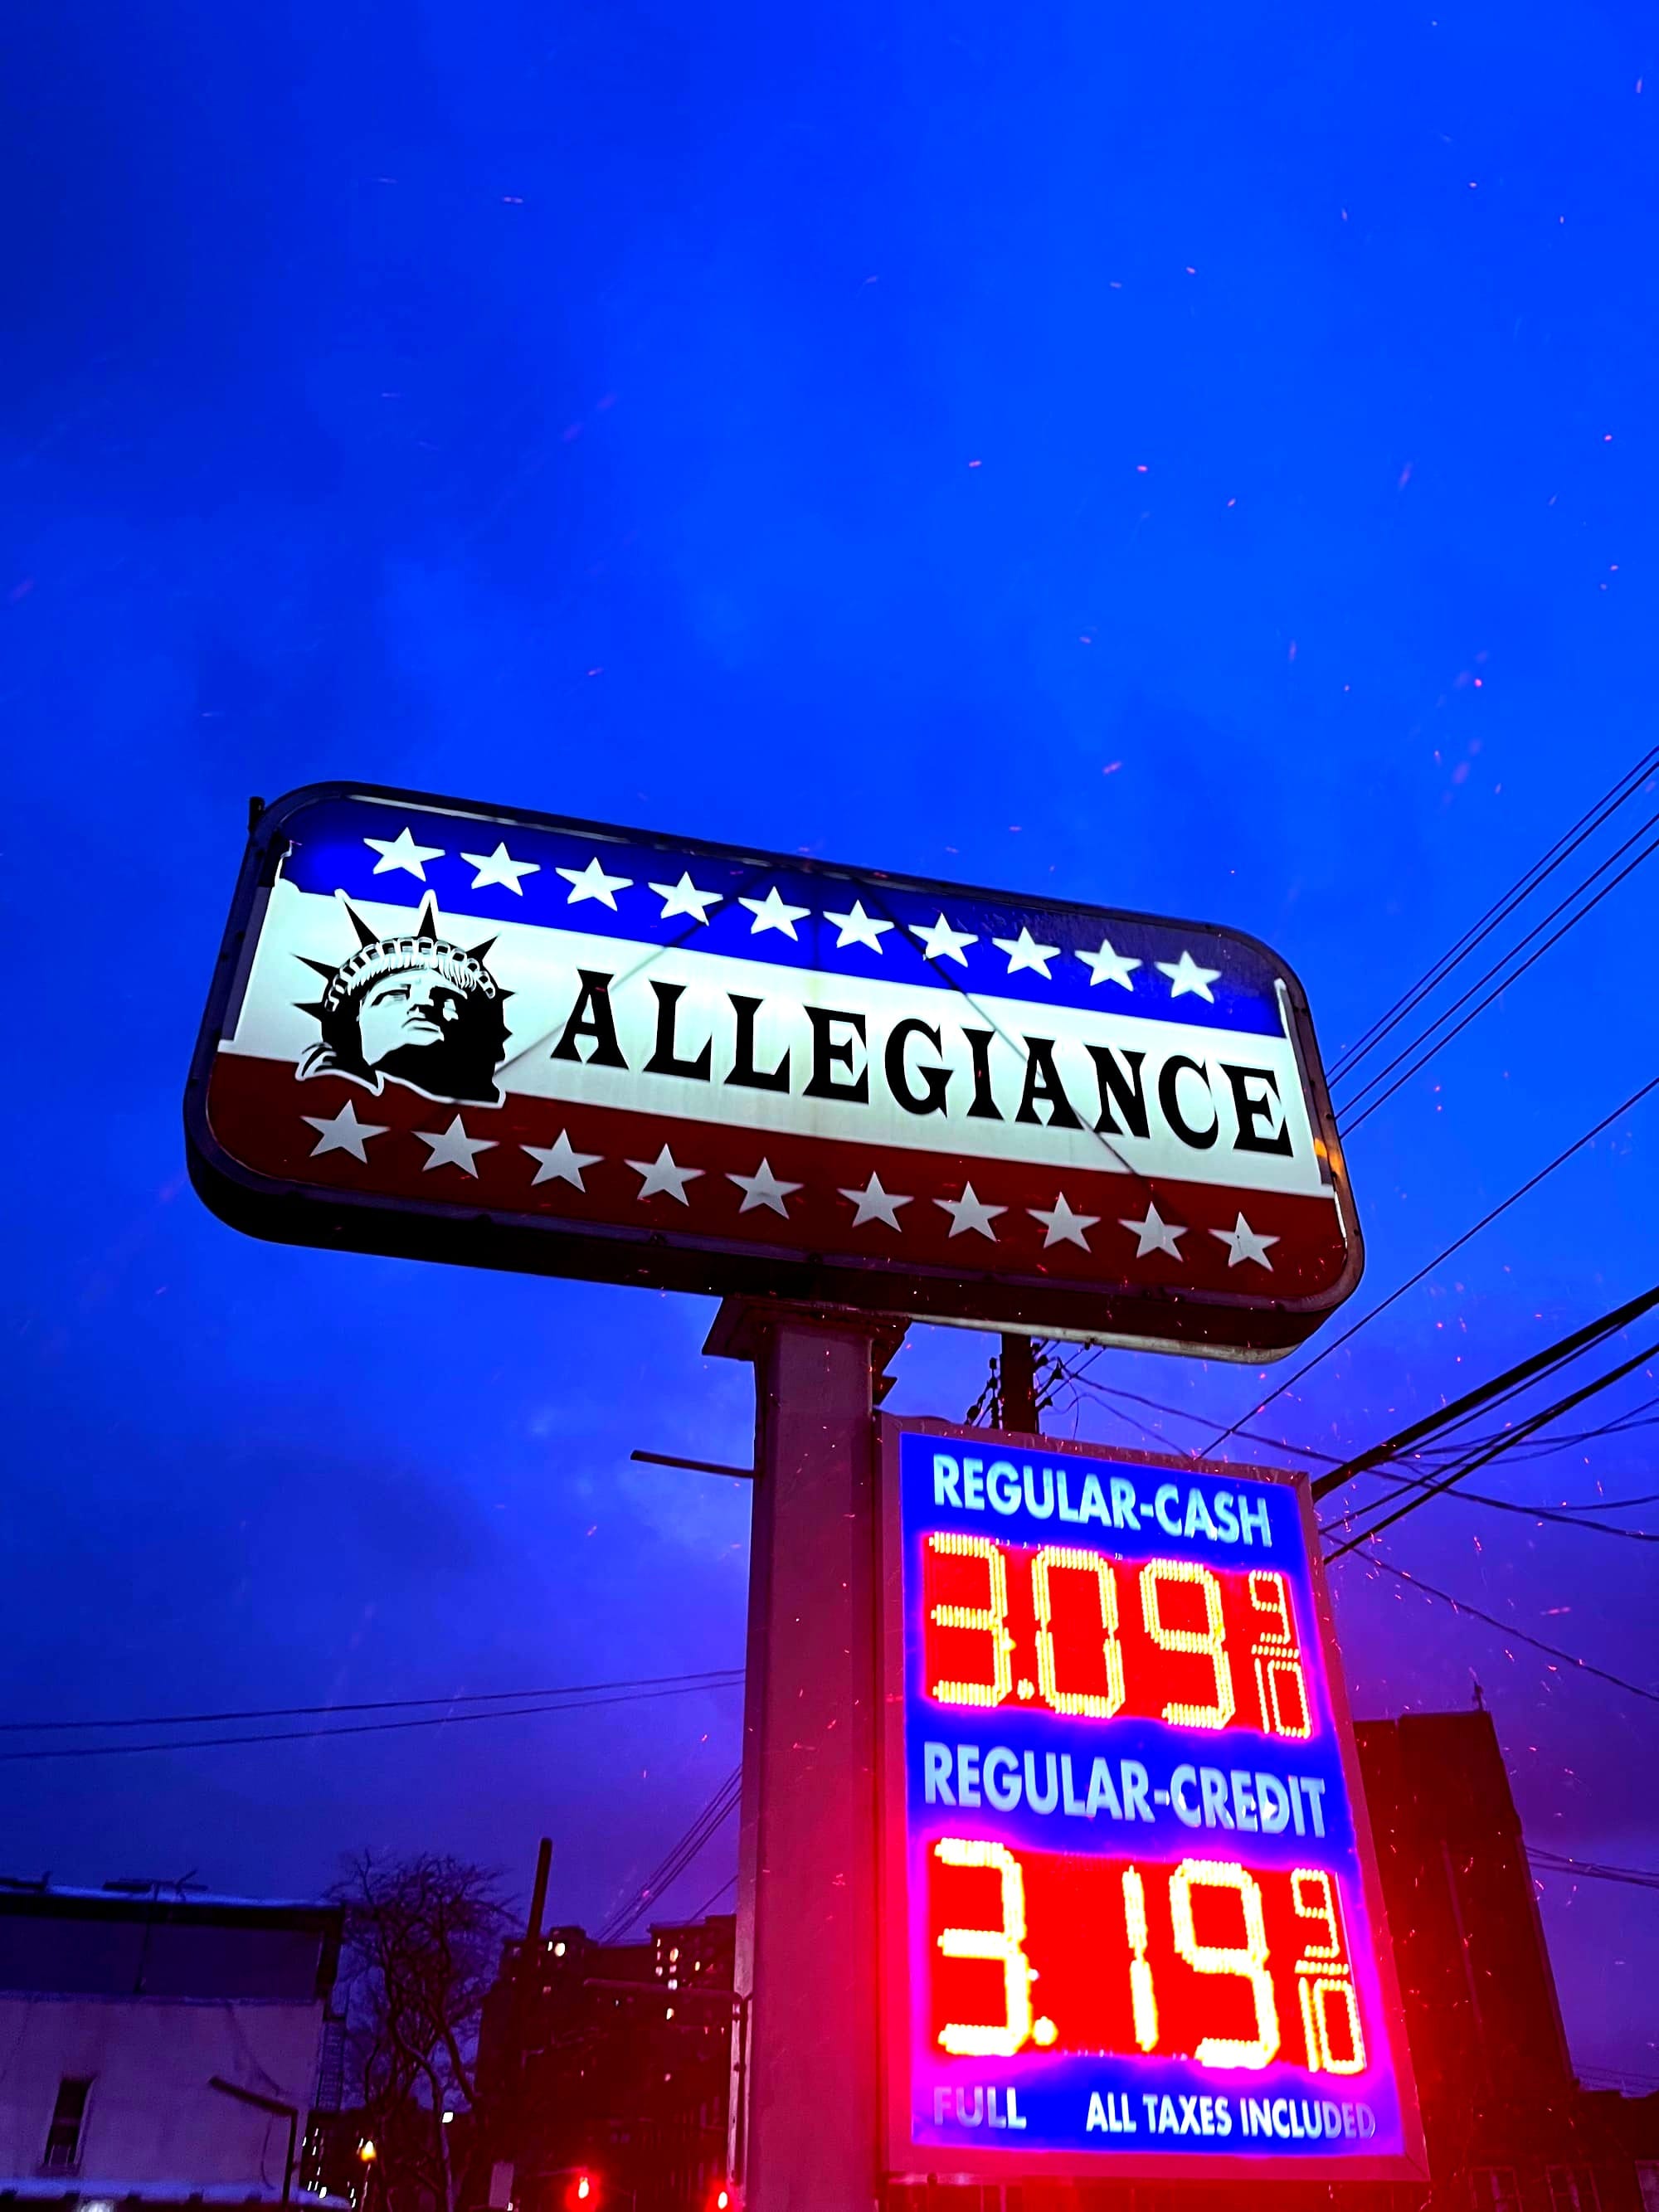 ALLEGIANCE
REGULAR-CASH
3.09 9/10
REGULAR-CREDIT
3.19 9/10
FULL ALL TAXES INCLUDED